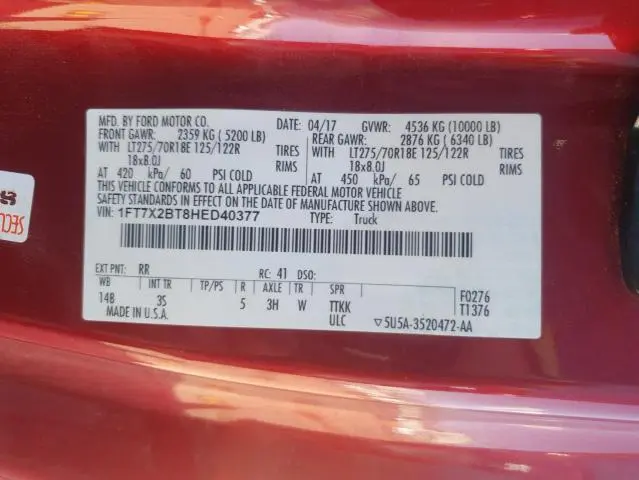 MFD. BY FORD MOTOR CO. DATE: 04/17 GVWR: 4536 KG (10000 LB)
FRONT GAWR: 2359 KG ( 5200 LB) REAR GAWR: 2876 KG ( 6340 LB)
WITH LT275/70R18E 125/122R TIRES WITH LT275/70R18E 125/122R TIRES
18x8.0J RIMS 18x8.0J RIMS
AT 420 kPa/ 60 PSI COLD AT 450 kPa/ 65 PSI COLD
THIS VEHICLE CONFORMS TO ALL APPLICABLE FEDERAL MOTOR VEHICLE
SAFETY STANDARDS IN EFFECT ON THE DATE OF MANUFACTURE SHOWN ABOVE.
VIN: 1FT7X2BT8HED40377 TYPE: Truck
EXT PNT: RR RC: 41 DSO:
WB INT TR TP/PS R AXLE TR SPR F0276
14B 3S 5 3H W TTKK T1376
MADE IN U.S.A. ULC ▽5U5A-3520472-AA